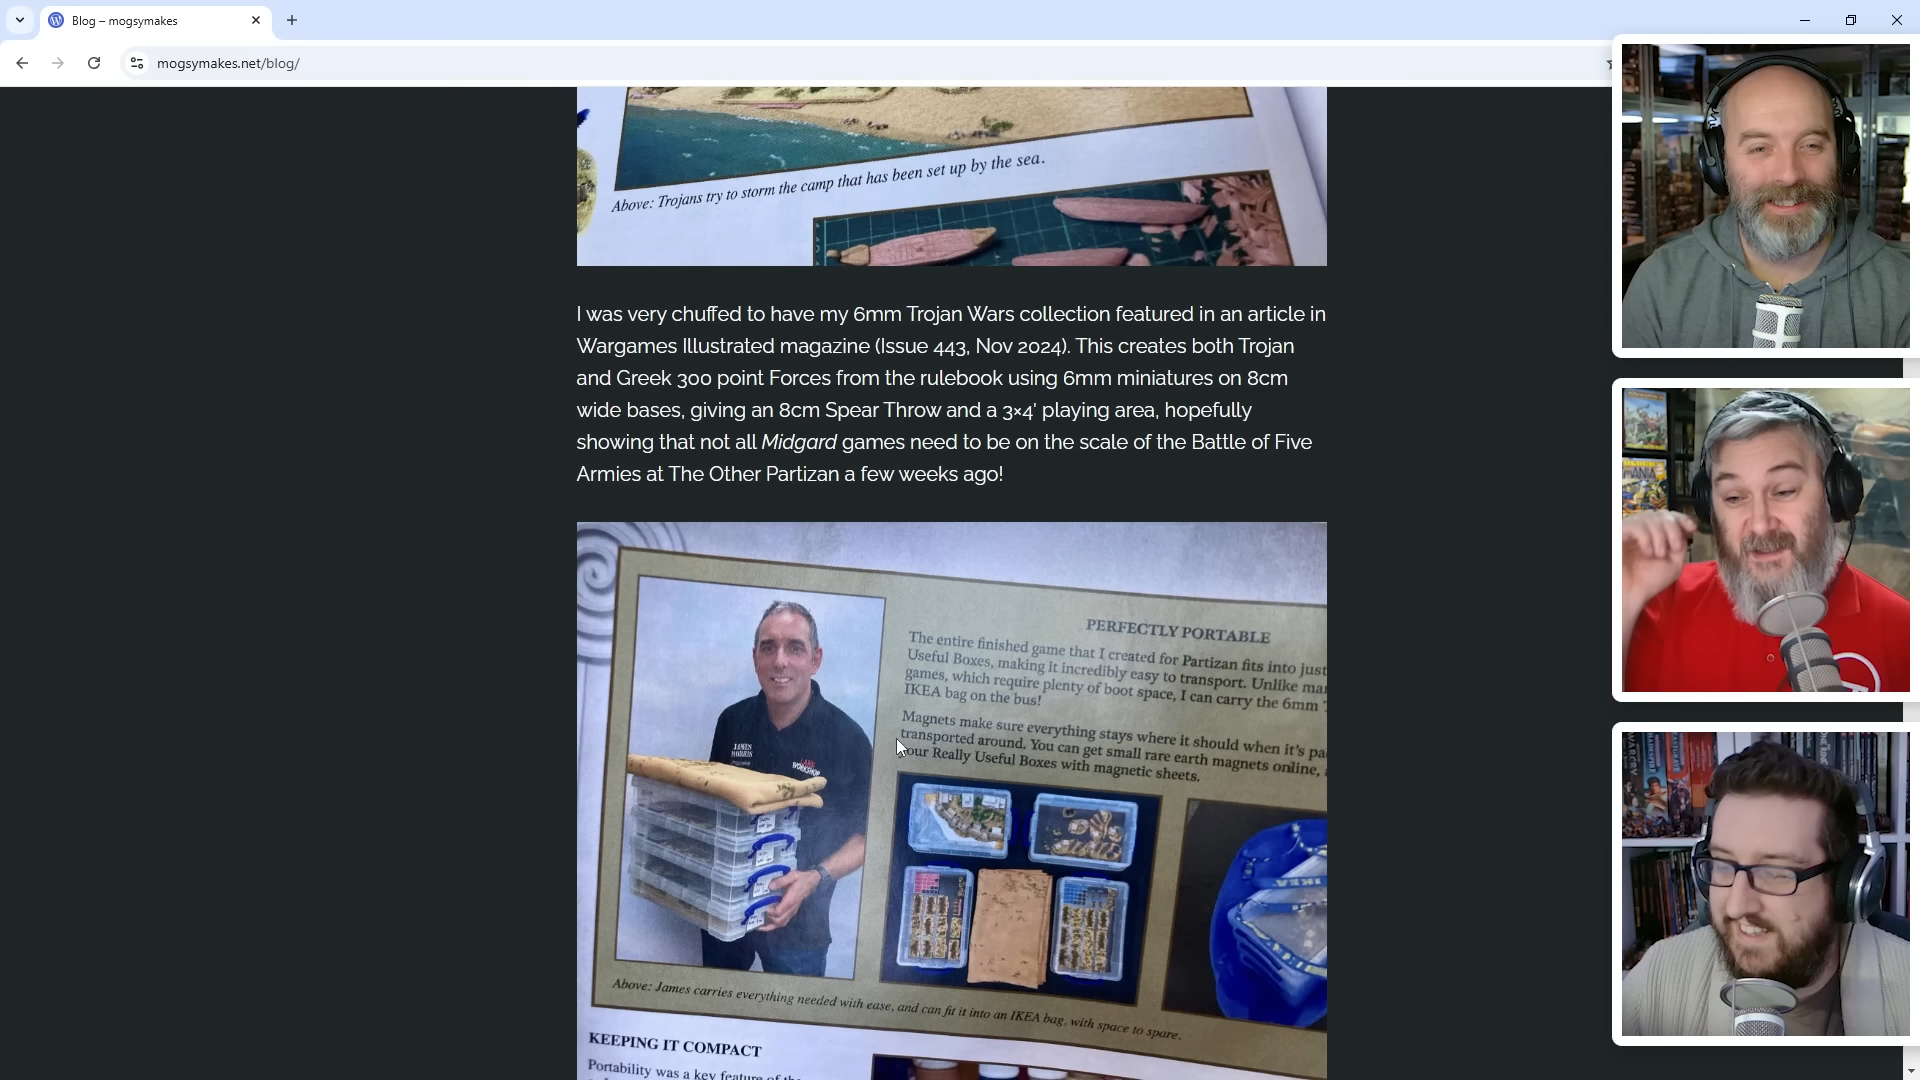 Blog – mogsymakes
mogsymakes.net/blog/
Above: Trojans try to storm the camp that has been set up by the sea.
I was very chuffed to have my 6mm Trojan Wars collection featured in an article in
Wargames Illustrated magazine (Issue 443, Nov 2024). This creates both Trojan
and Greek 300 point Forces from the rulebook using 6mm miniatures on 8cm
wide bases, giving an 8cm Spear Throw and a 3×4' playing area, hopefully
showing that not all Midgard games need to be on the scale of the Battle of Five
Armies at The Other Partizan a few weeks ago!
PERFECTLY PORTABLE
The entire finished game that I created for Partizan fits into just
Useful Boxes, making it incredibly easy to transport. Unlike
games, which require plenty of boot space, I can carry the 6mm
IKEA bag on the bus!
Magnets make sure everything stays where it should when it's
transported around. You can get small rare earth magnets online,
your Really Useful Boxes with magnetic sheets.
JAMES
MORRIS
WORKSHOP
IKEA
Above: James carries everything needed with ease, and can fit it into an IKEA bag, with space to spare.
KEEPING IT COMPACT
Portability was a key feature of
MANIA